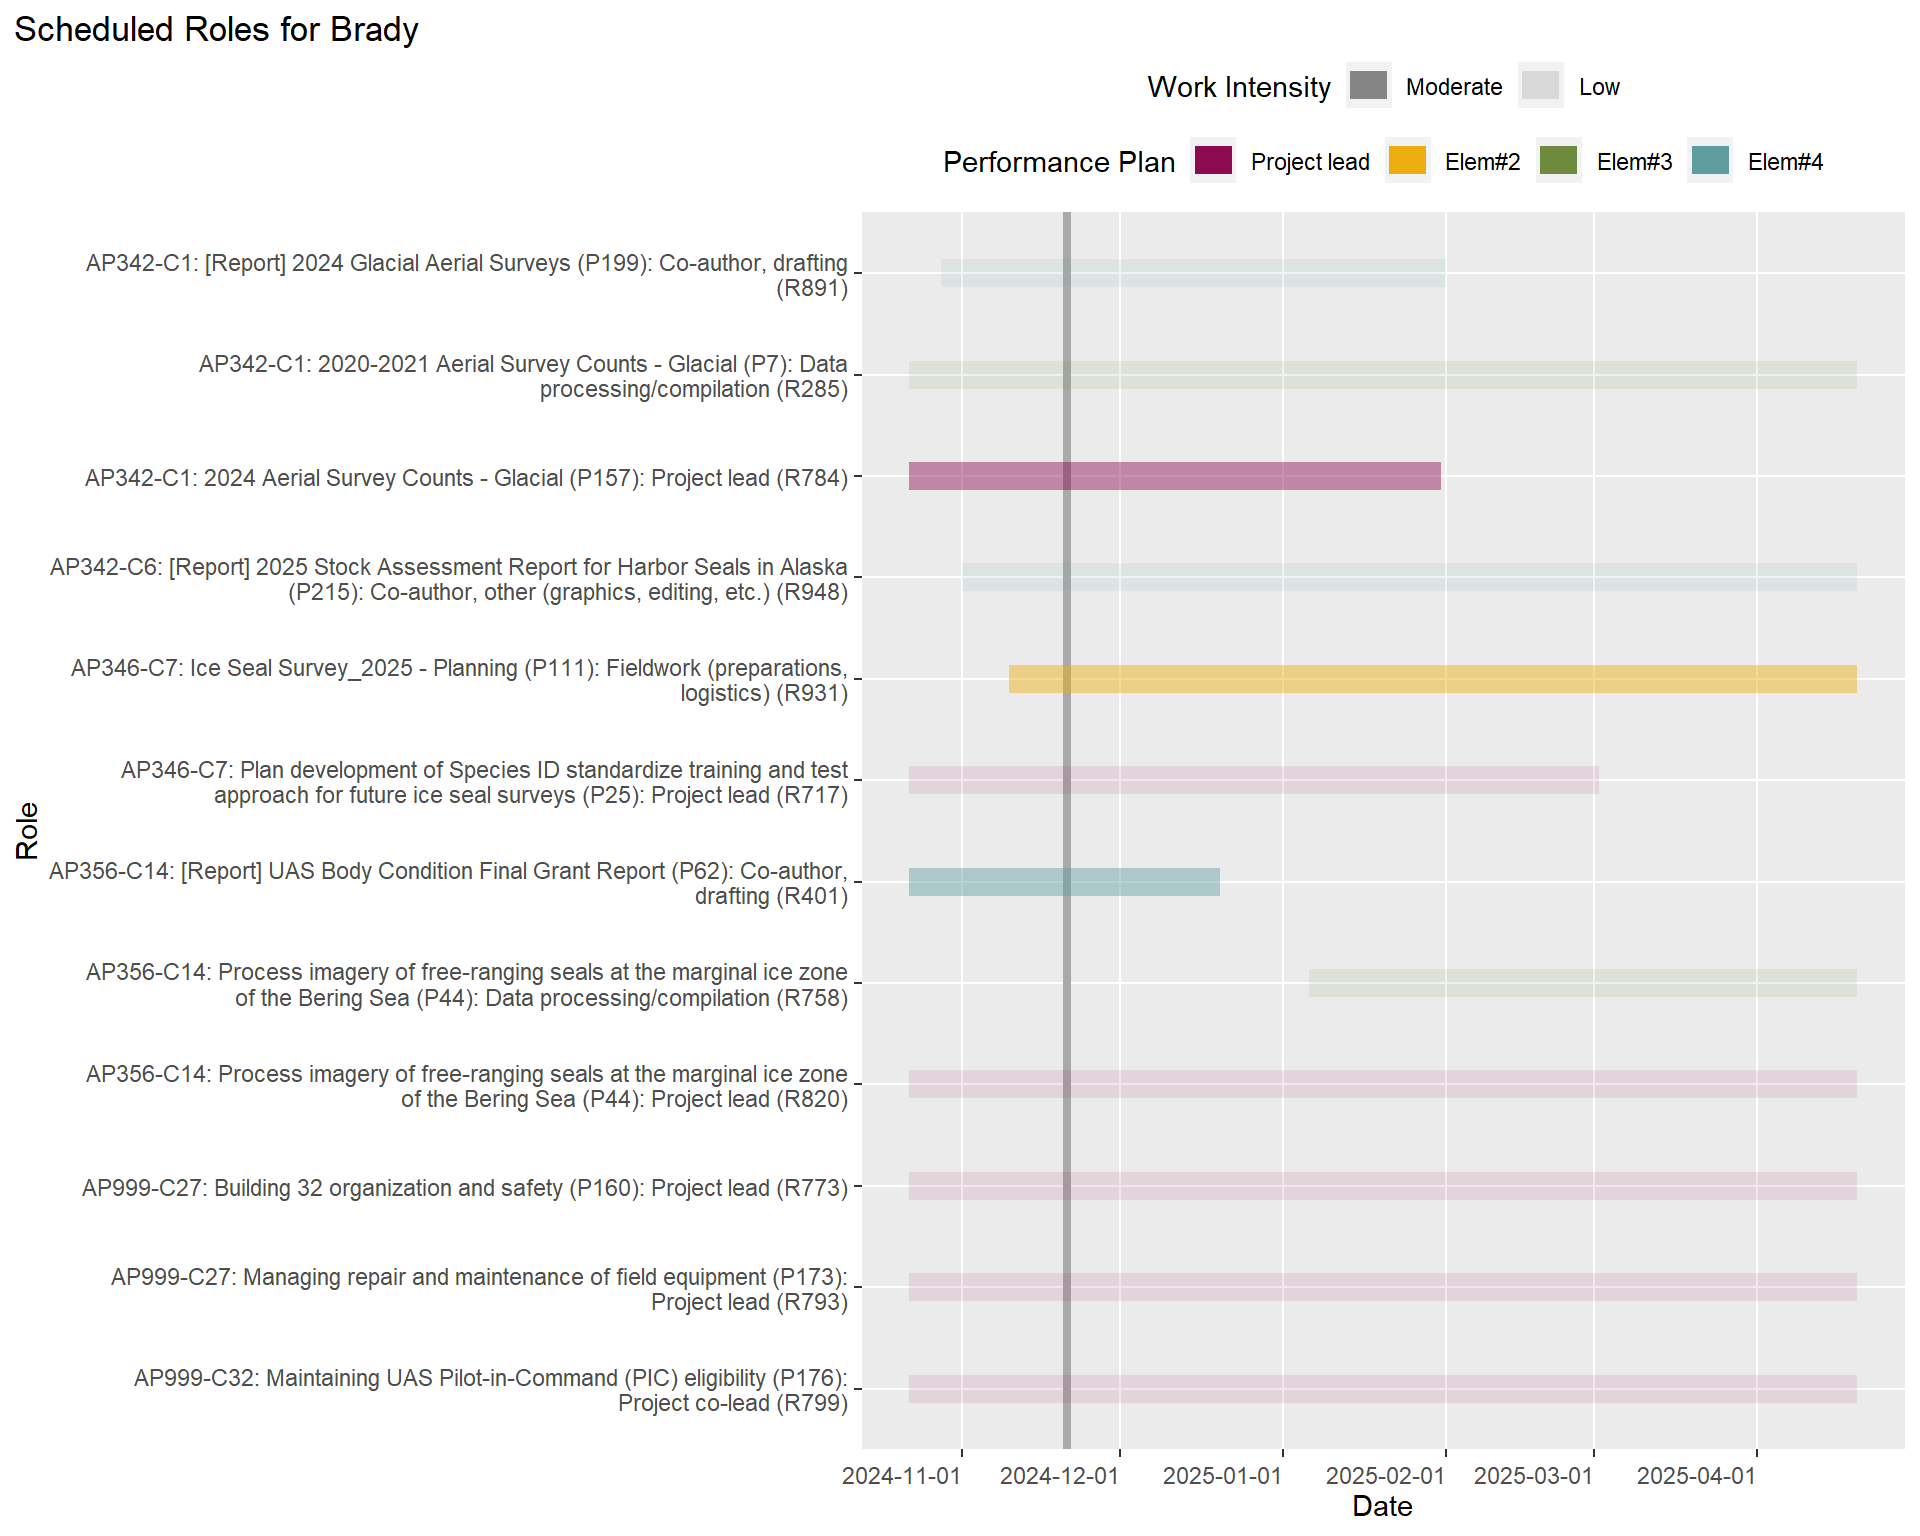 Scheduled Roles for Brady
Work Intensity Moderate Low
Performance Plan Project lead Elem#2 Elem#3 Elem#4
AP342-C1: [Report] 2024 Glacial Aerial Surveys (P199): Co-author, drafting
(R891)
AP342-C1: 2020-2021 Aerial Survey Counts - Glacial (P7): Data
processing/compilation (R285)
AP342-C1: 2024 Aerial Survey Counts - Glacial (P157): Project lead (R784)
AP342-C6: [Report] 2025 Stock Assessment Report for Harbor Seals in Alaska
(P215): Co-author, other (graphics, editing, etc.) (R948)
AP346-C7: Ice Seal Survey_2025 - Planning (P111): Fieldwork (preparations,
logistics) (R931)
AP346-C7: Plan development of Species ID standardize training and test
approach for future ice seal surveys (P25): Project lead (R717)
Role
AP356-C14: [Report] UAS Body Condition Final Grant Report (P62): Co-author,
drafting (R401)
AP356-C14: Process imagery of free-ranging seals at the marginal ice zone
of the Bering Sea (P44): Data processing/compilation (R758)
AP356-C14: Process imagery of free-ranging seals at the marginal ice zone
of the Bering Sea (P44): Project lead (R820)
AP999-C27: Building 32 organization and safety (P160): Project lead (R773)
AP999-C27: Managing repair and maintenance of field equipment (P173):
Project lead (R793)
AP999-C32: Maintaining UAS Pilot-in-Command (PIC) eligibility (P176):
Project co-lead (R799)
2024-11-01 2024-12-01 2025-01-01 2025-02-01 2025-03-01 2025-04-01
Date